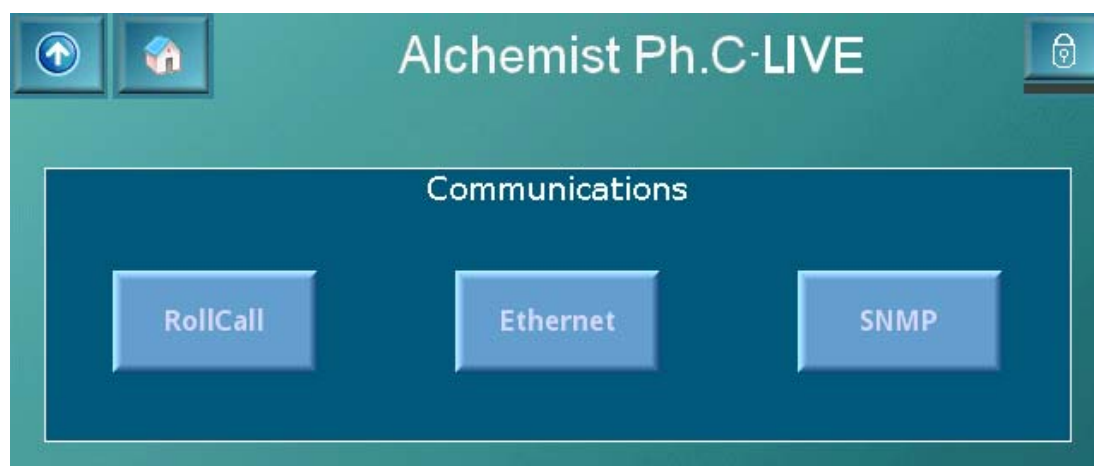 Alchemist Ph.C-LIVE
Communications
RollCall
Ethernet
SNMP